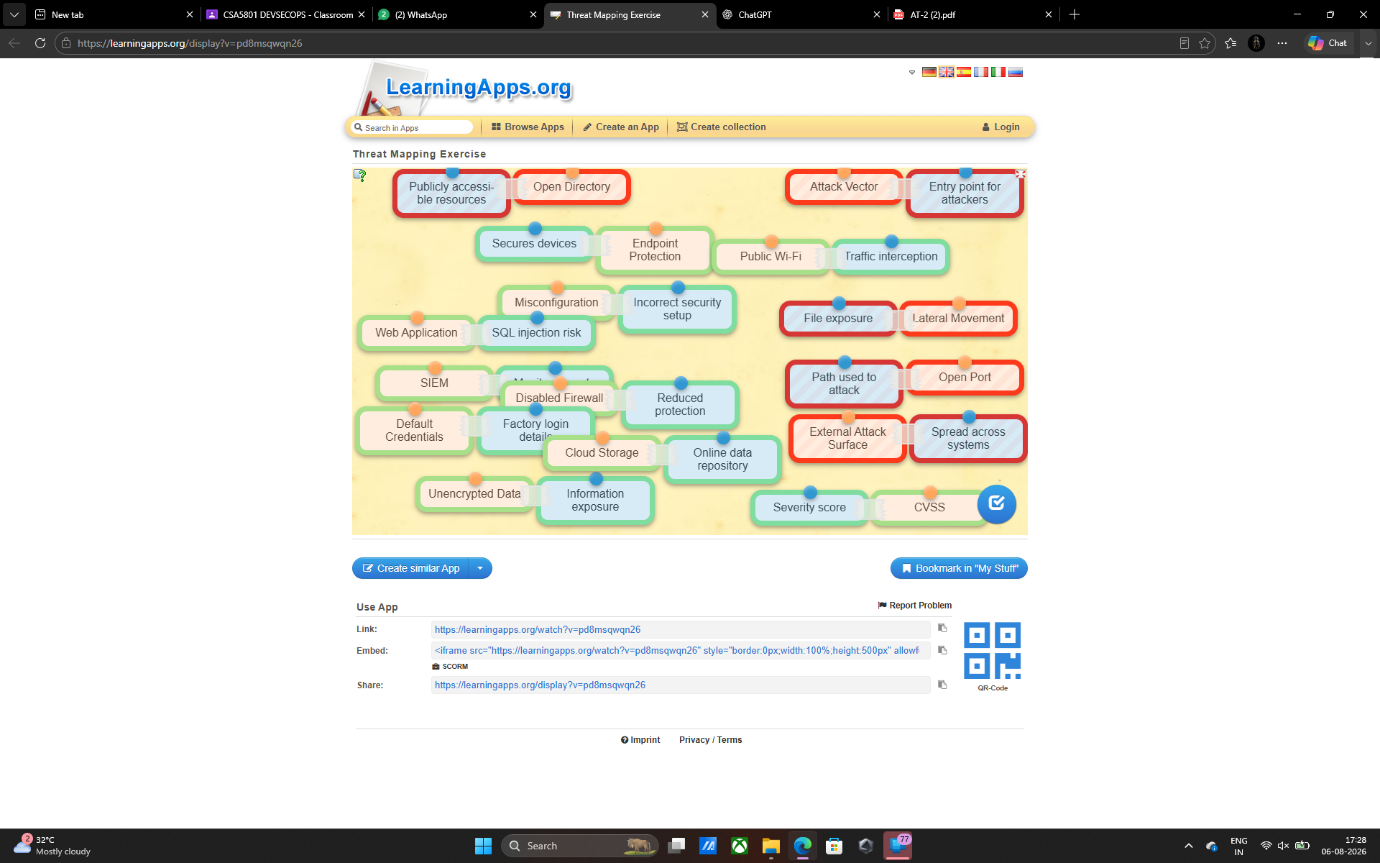 New tab
CSA5801 DEVSECOPS - Classroom
(2) WhatsApp
Threat Mapping Exercise
ChatGPT
AT-2 (2).pdf
https://learningapps.org/display?v=pd8msqwqn26
Chat
LearningApps.org
Search in Apps
Browse Apps
Create an App
Create collection
Login
Threat Mapping Exercise
Publicly accessi-
ble resources
Open Directory
Attack Vector
Entry point for
attackers
Secures devices
Endpoint
Protection
Public Wi-Fi
Traffic interception
Misconfiguration
Incorrect security
setup
File exposure
Lateral Movement
Web Application
SQL injection risk
SIEM
Disabled Firewall
Reduced
protection
Path used to
attack
Open Port
Default
Credentials
Factory login
details
Cloud Storage
Online data
repository
External Attack
Surface
Spread across
systems
Unencrypted Data
Information
exposure
Severity score
CVSS
Create similar App
Bookmark in "My Stuff"
Use App
Report Problem
Link:
https://learningapps.org/watch?v=pd8msqwqn26
Embed:
<iframe src="https://learningapps.org/watch?v=pd8msqwqn26" style="border:0px;width:100%;height:500px" allowf
SCORM
Share:
https://learningapps.org/display?v=pd8msqwqn26
QR-Code
Imprint
Privacy / Terms
2
32°C
Mostly cloudy
Search
77
ENG
IN
17:28
06-08-2026